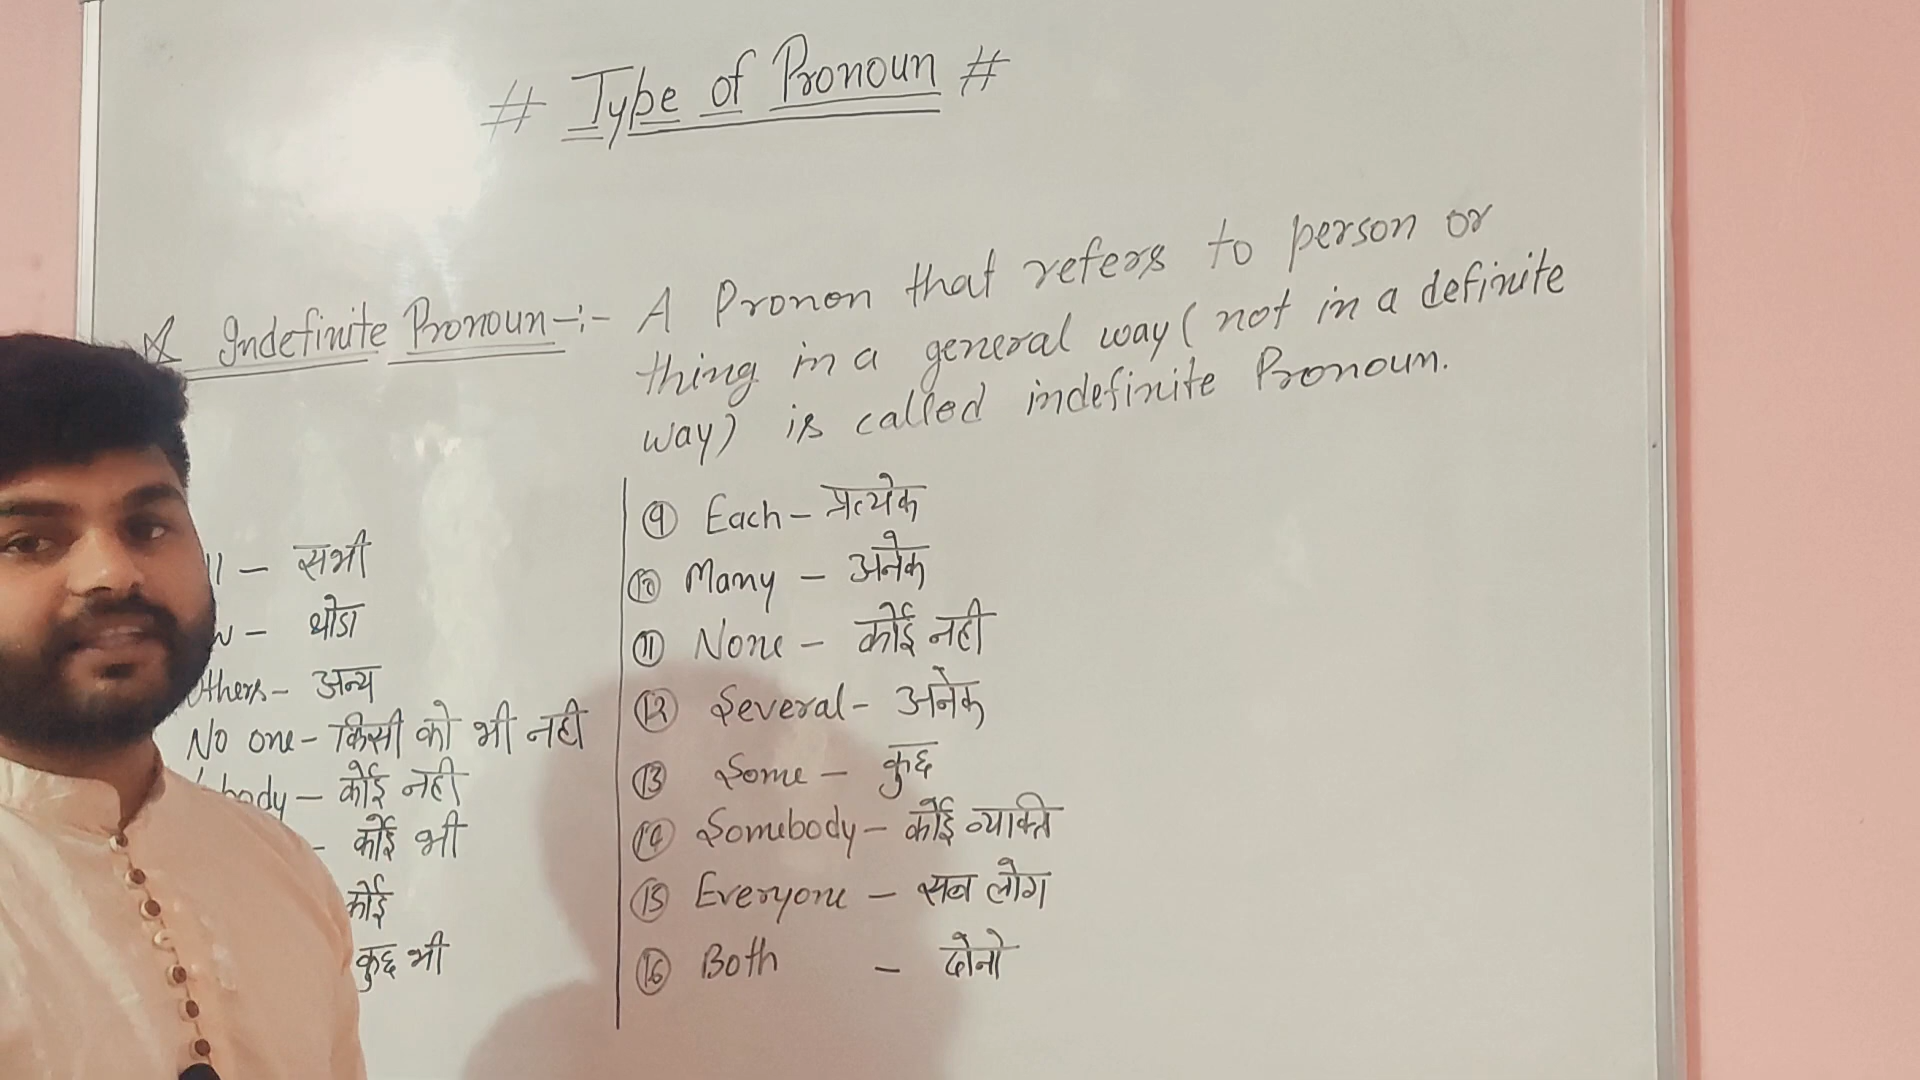 # Type of Pronoun #
Indefinite Pronoun-:- A Pronon that refers to person or
thing in a general way ( not in a definite
way) is called indefinite Pronoun.
ll - सभी
w - थोडा
others - अन्य
No one - किसी को भी नही
body - कोई नही
- कोई भी
कोई
कुछ भी
9 Each - प्रत्येक
10 Many - अनेक
11 None - कोई नही
12 Several - अनेक
13 Some - कुछ
14 Somebody - कोई व्यक्ति
15 Everyone - सब लोग
16 Both - दोनो